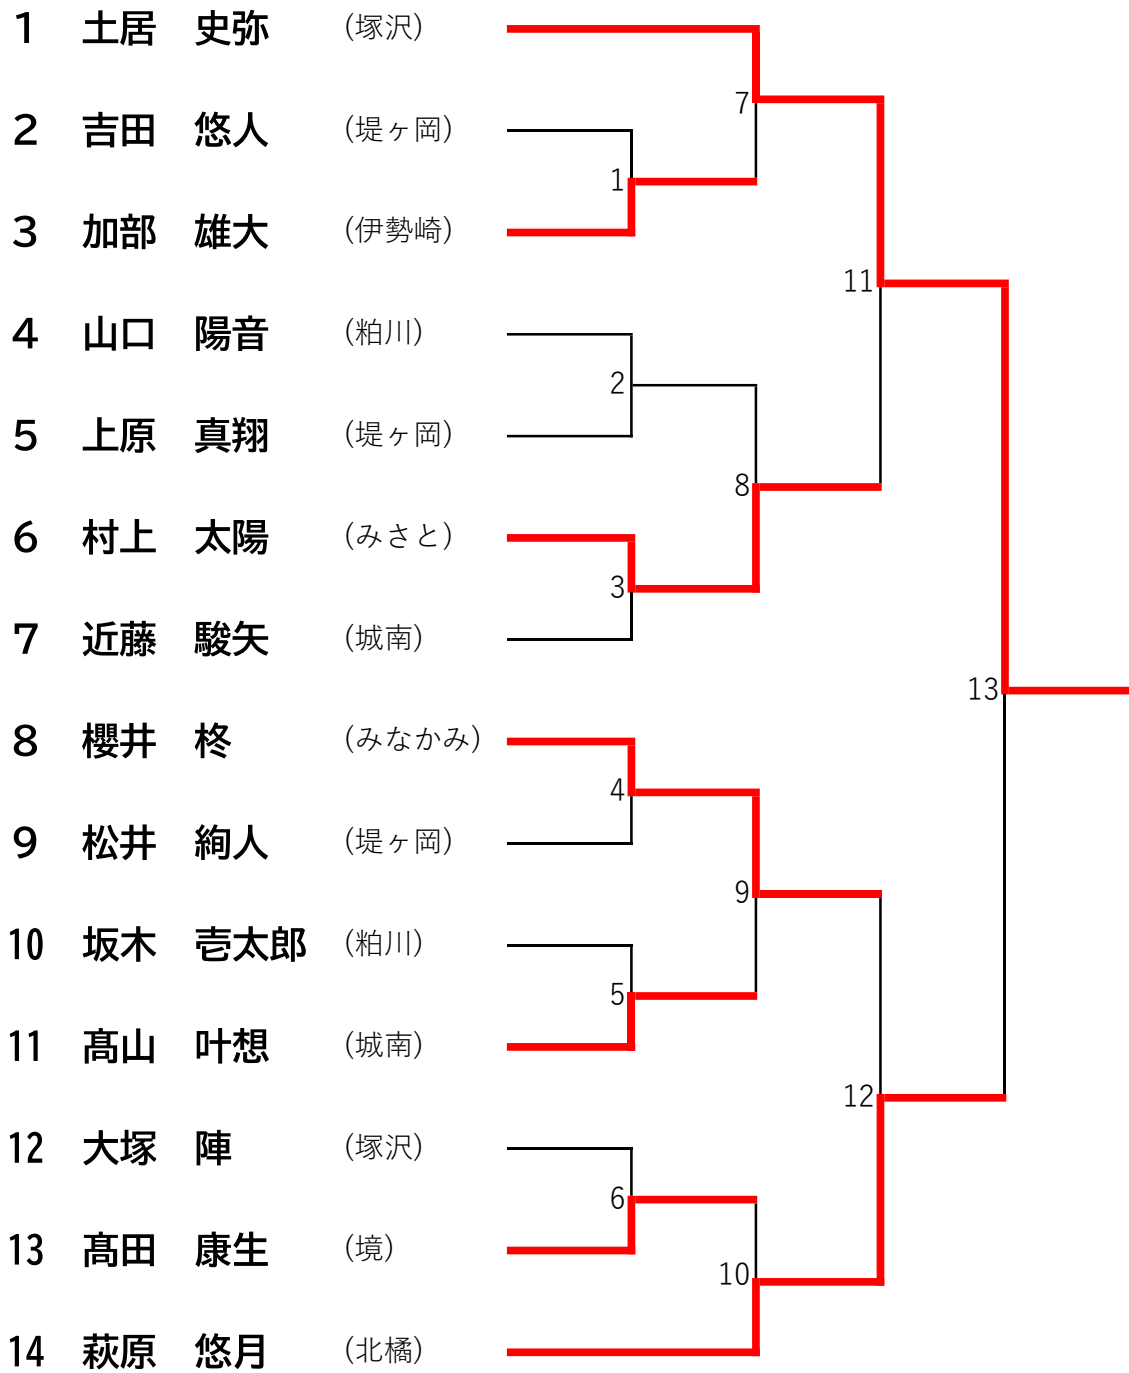 1 土居 史弥 (塚沢)
7
2 吉田 悠人 (堤ヶ岡)
1
3 加部 雄大 (伊勢崎)
11
4 山口 陽音 (粕川)
2
5 上原 真翔 (堤ヶ岡)
8
6 村上 太陽 (みさと)
3
7 近藤 駿矢 (城南)
13
8 櫻井 柊 (みなかみ)
4
9 松井 絢人 (堤ヶ岡)
9
10 坂木 壱太郎 (粕川)
5
11 髙山 叶想 (城南)
12
12 大塚 陣 (塚沢)
6
13 髙田 康生 (境)
10
14 萩原 悠月 (北橘)